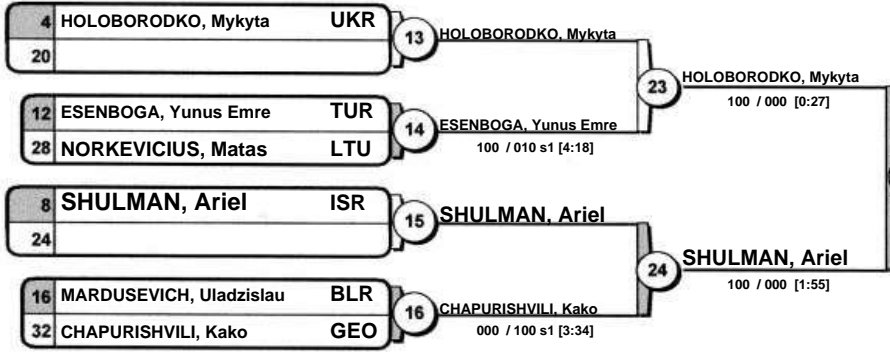 4 HOLOBORODKO, Mykyta UKR
20
13 HOLOBORODKO, Mykyta
12 ESENBOGA, Yunus Emre TUR
28 NORKEVICIUS, Matas LTU
14 ESENBOGA, Yunus Emre
100 / 010 s1 [4:18]
23 HOLOBORODKO, Mykyta
100 / 000 [0:27]
8 SHULMAN, Ariel ISR
24
15 SHULMAN, Ariel
16 MARDUSEVICH, Uladzislau BLR
32 CHAPURISHVILI, Kako GEO
16 CHAPURISHVILI, Kako
000 / 100 s1 [3:34]
24 SHULMAN, Ariel
100 / 000 [1:55]